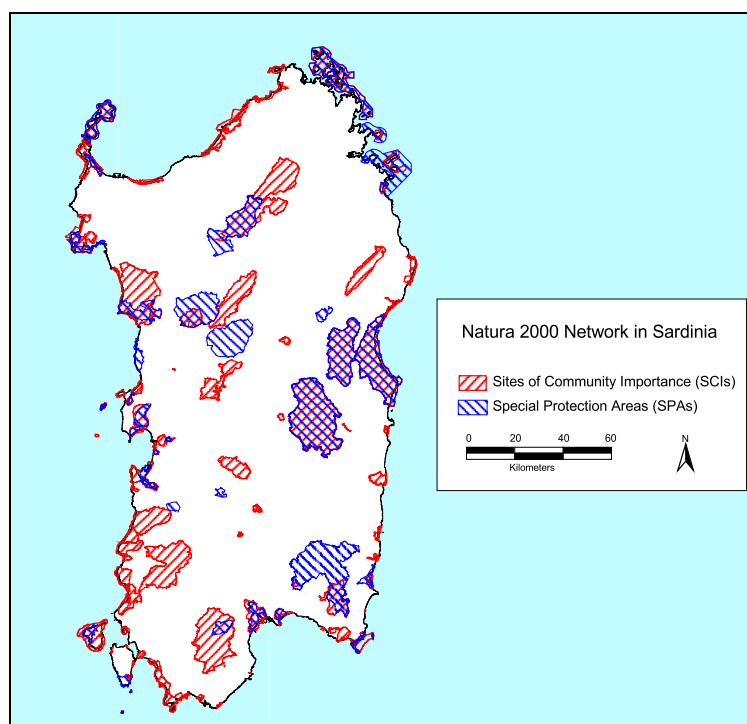 Natura 2000 Network in Sardinia
Sites of Community Importance (SCIs)
Special Protection Areas (SPAs)
0 20 40 60
Kilometers
N